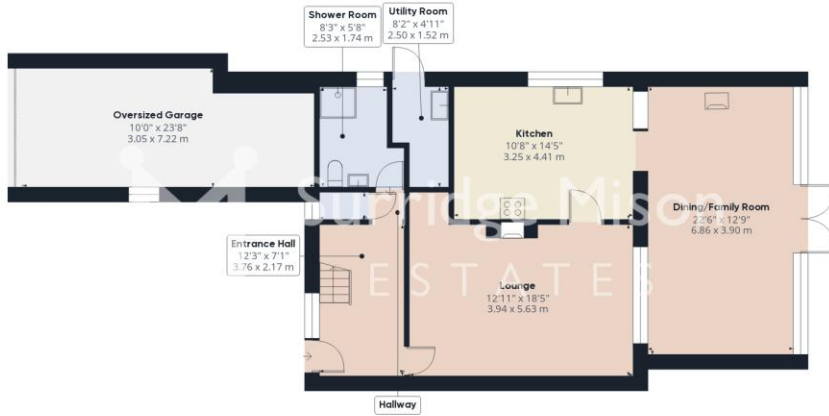 Shower Room
8'3" x 5'8"
2.53 x 1.74 m
Utility Room
8'2" x 4'11"
2.50 x 1.52 m
Oversized Garage
10'0" x 23'8"
3.05 x 7.22 m
Kitchen
10'8" x 14'5"
3.25 x 4.41 m
Surridge Mison
ESTATES
Dining/Family Room
22'6" x 12'9"
6.86 x 3.90 m
Entrance Hall
12'3" x 7'1"
3.76 x 2.17 m
Lounge
12'11" x 18'5"
3.94 x 5.63 m
Hallway